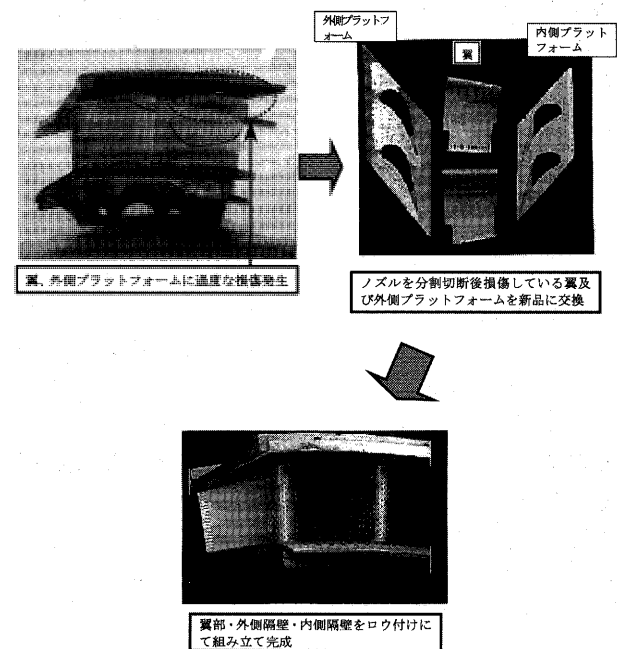 外側プラットフ
ォーム
翼
内側プラット
フォーム
翼、外側プラットフォームに過度な損傷発生
ノズルを分割切断後損傷している翼及
び外側プラットフォームを新品に交換
翼部・外側隔壁・内側隔壁をロウ付けに
て組み立て完成